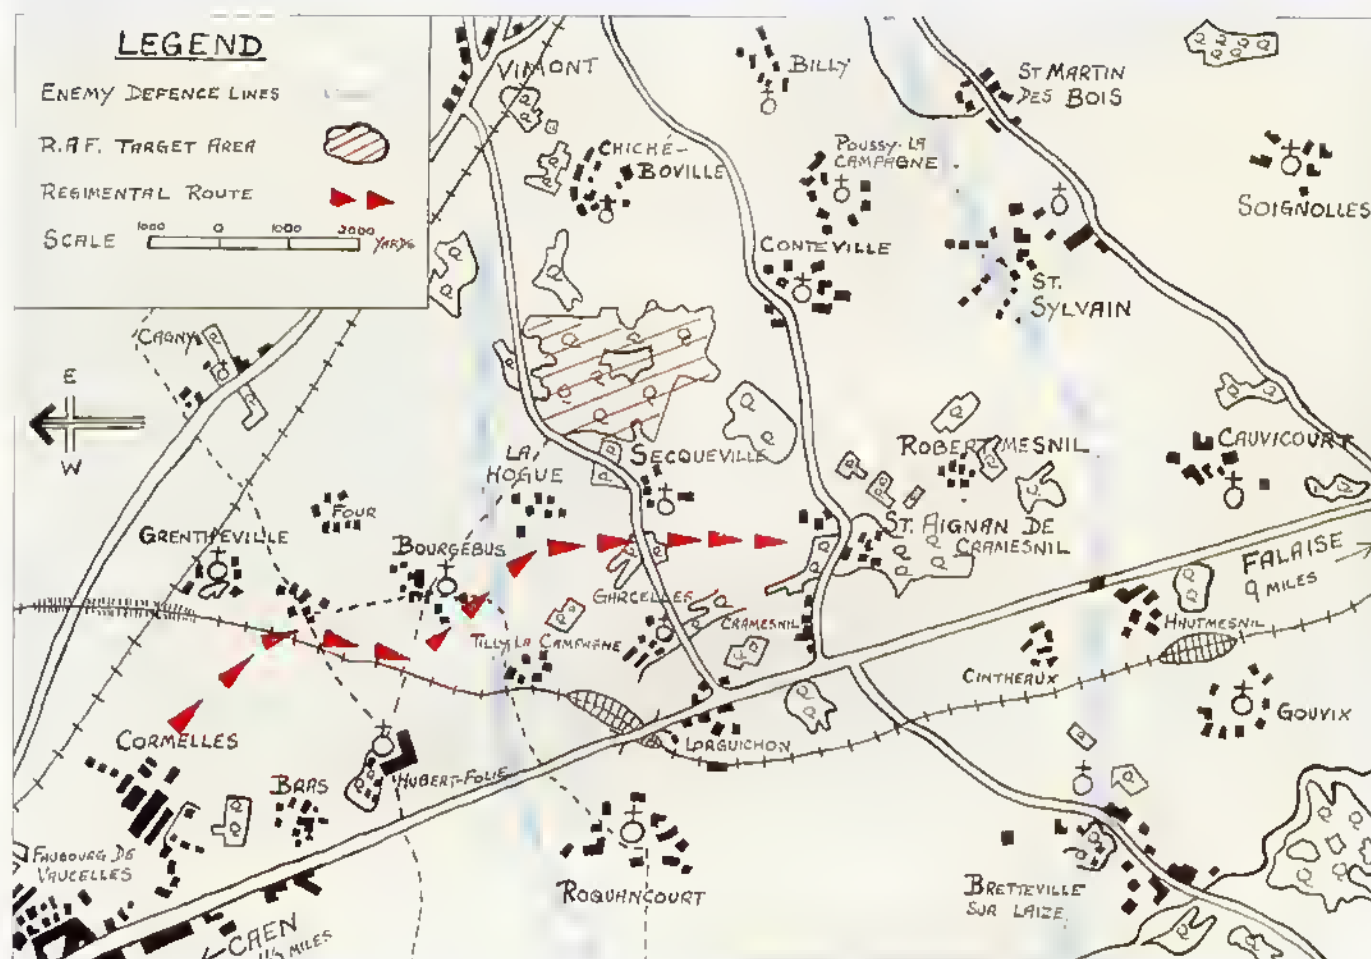 LEGEND
ENEMY DEFENCE LINES
R.A.F. TARGET AREA
REGIMENTAL ROUTE
SCALE 1000 0 1000 2000 YARDS
VIMONT
BILLY
ST MARTIN
DES BOIS
CHICHÉ-
BOVILLE
POUSSY-LA
CAMPAGNE
SOIGNOLLES
CONTEVILLE
ST.
SYLVAIN
CAGNY
E
W
LA
HOGUE
SECQUEVILLE
ROBERTMESNIL
CAUVICOURT
FOUR
GRENTHEVILLE
BOURGEBUS
ST. AIGNAN DE
CRAMESNIL
FALAISE
9 MILES
GARCELLES
CRAMESNIL
TILLY LA CAMPAGNE
HAUTMESNIL
CINTHEAUX
GOUVIX
CORMELLES
LORGUICHON
BRAS
HUBERT-FOLIE
FAUBOURG DE
VAUCELLES
ROQUANCOURT
BRETTEVILLE
SUR LAIZE.
CAEN
MILES